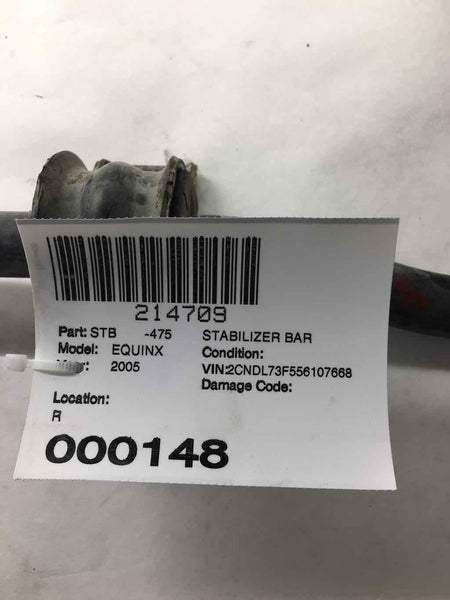 214709
Part: STB -475 STABILIZER BAR
Model: EQUINX Condition:
2005 VIN:2CNDL73F556107668
Damage Code:
Location:
R
000148